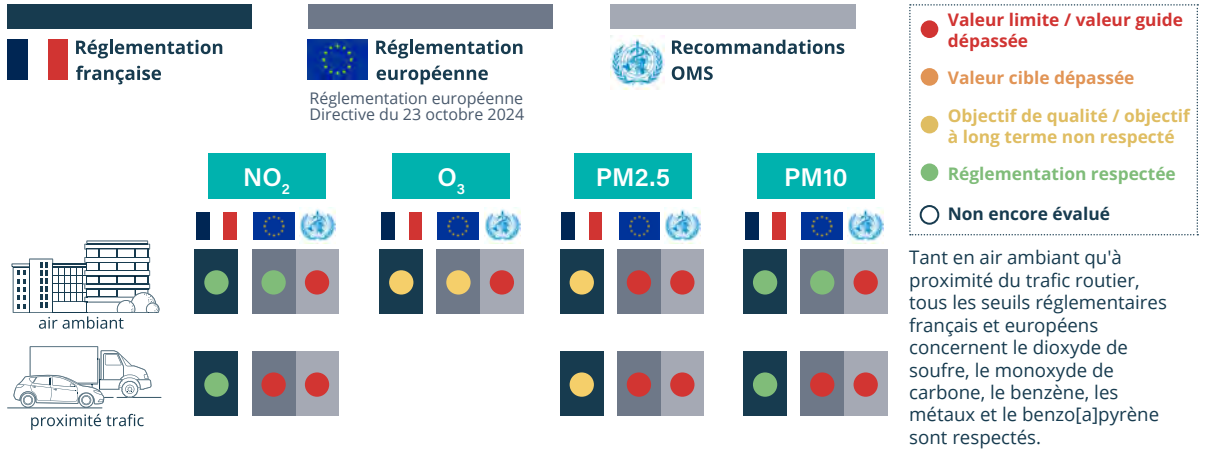 Réglementation
française
Réglementation
européenne
Réglementation européenne
Directive du 23 octobre 2024
Recommandations
OMS
Valeur limite / valeur guide
dépassée
Valeur cible dépassée
Objectif de qualité / objectif
à long terme non respecté
Réglementation respectée
Non encore évalué
NO2
O3
PM2.5
PM10
air ambiant
proximité trafic
Tant en air ambiant qu'à
proximité du trafic routier,
tous les seuils réglementaires
français et européens
concernent le dioxyde de
soufre, le monoxyde de
carbone, le benzène, les
métaux et le benzo[a]pyrène
sont respectés.